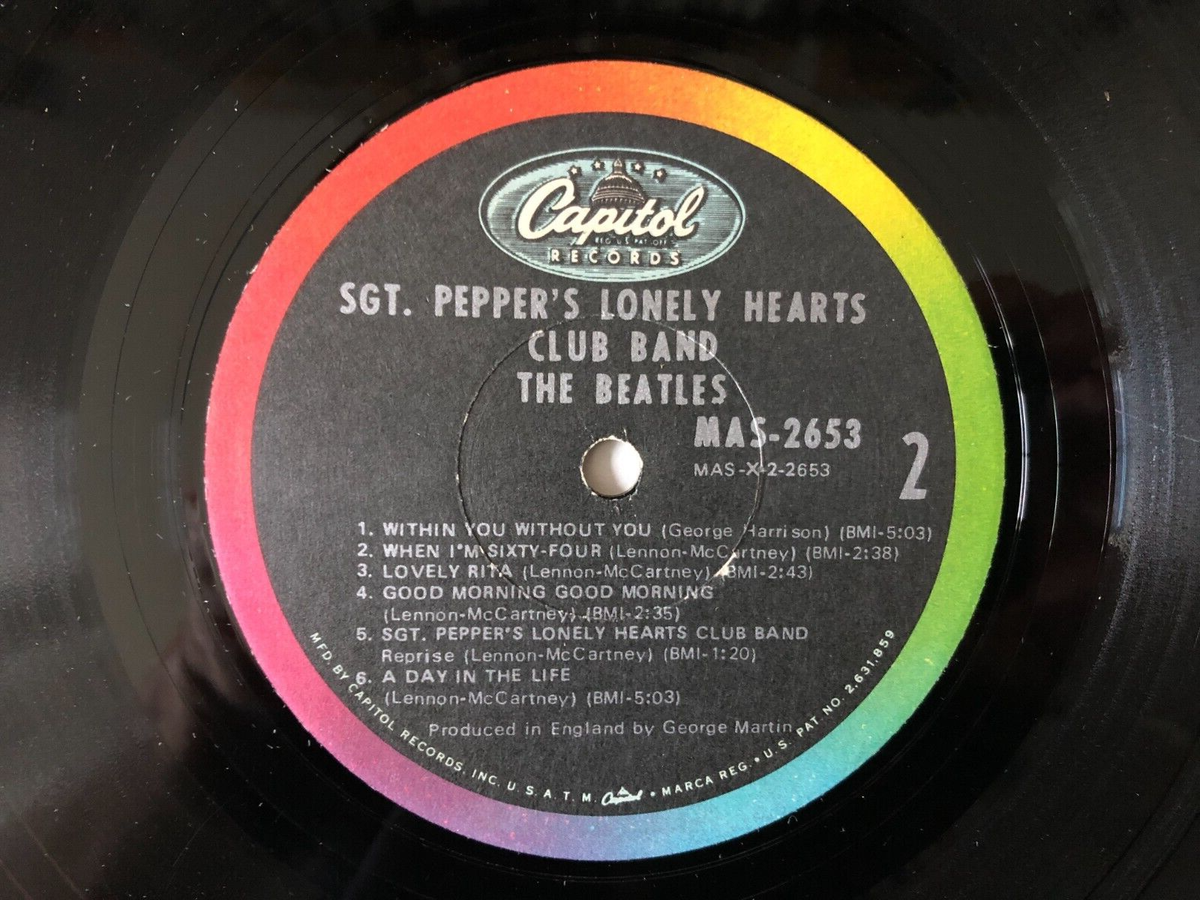 Capitol
REG. U.S. PAT. OFF.
RECORDS
SGT. PEPPER'S LONELY HEARTS
CLUB BAND
THE BEATLES
MAS-2653
MAS-X-2-2653
2
1. WITHIN YOU WITHOUT YOU (George Harrison) (BMI-5:03)
2. WHEN I'M SIXTY-FOUR (Lennon-McCartney) (BMI-2:38)
3. LOVELY RITA (Lennon-McCartney) (BMI-2:43)
4. GOOD MORNING GOOD MORNING
(Lennon-McCartney) (BMI-2:35)
5. SGT. PEPPER'S LONELY HEARTS CLUB BAND
Reprise (Lennon-McCartney) (BMI-1:20)
6. A DAY IN THE LIFE
(Lennon-McCartney) (BMI-5:03)
Produced in England by George Martin
MFD. BY CAPITOL RECORDS, INC. U. S. A. T. M. Capitol • MARCA REG. • U.S. PAT. NO. 2,631,859